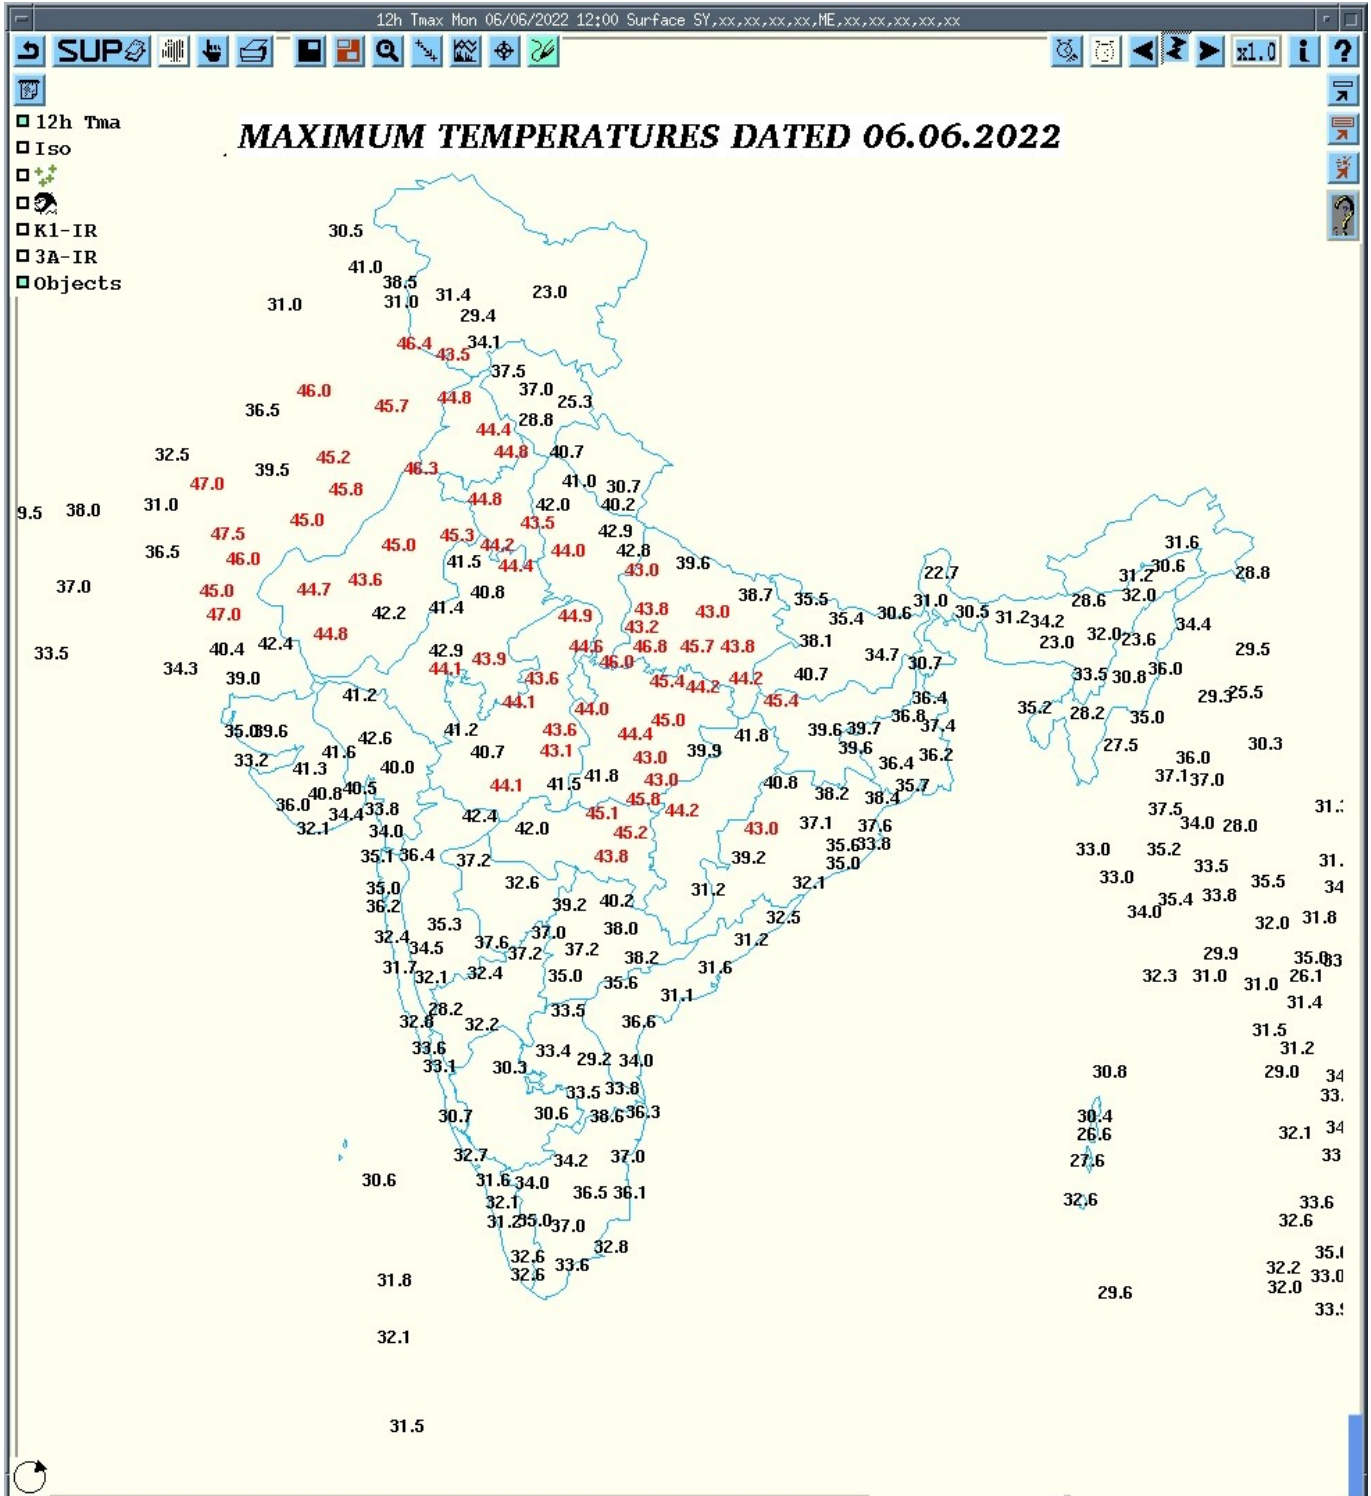 12h Tmax Mon 06/06/2022 12:00 Surface SY,xx,xx,xx,xx,ME,xx,xx,xx,xx,xx
SUP x1.0 i ?
12h Tma
MAXIMUM TEMPERATURES DATED 06.06.2022
Iso
K1-IR
3A-IR
Objects
30.5
41.0
38.5
31.0 31.0 31.4 23.0
29.4
46.4 43.5 34.1
37.5
46.0 45.7 44.8 37.0 25.3
36.5 28.8
44.4
32.5 45.2 44.8 40.7
39.5 46.3
47.0 45.8 41.0 30.7
9.5 38.0 31.0 44.8 42.0 40.2
45.0 43.5
47.5 45.3 42.9
36.5 45.0 44.2 44.0 42.8 31.6
46.0 41.5 44.4 43.0 39.6 22.7 31.2 30.6 28.8
37.0 45.0 44.7 43.6 40.8 38.7 35.5 31.0 28.6 32.0
47.0 42.2 41.4 44.9 43.8 43.0 35.4 30.6 30.5 31.2 34.2 34.4
44.8 43.2
33.5 40.4 42.4 42.9 44.6 46.8 45.7 43.8 38.1 34.7 23.0 32.0 23.6 29.5
34.3 44.1 43.9 46.0 30.7
39.0 43.6 45.4 44.2 44.2 40.7 33.5 30.8 36.0
41.2 44.1 44.0 45.4 36.4 35.2 28.2 29.3 25.5
35.0 39.6 41.2 43.6 45.0 36.8 35.0
42.6 44.4 41.8 39.6 39.7 37.4
33.2 41.6 40.7 43.1 43.0 39.9 39.6 36.2 27.5 30.3
41.3 40.0 41.8 43.0 36.4 36.0
40.8 40.5 44.1 41.5 40.8 35.7 37.1 37.0
36.0 34.4 33.8 42.4 45.1 45.8 44.2 38.2 38.4 37.5
32.1 34.0 42.0 45.2 43.0 37.1 37.6 34.0 28.0
35.1 36.4 37.2 43.8 39.2 35.6 33.8 33.0 35.2
35.0 33.5
35.0 32.6 31.2 32.1 33.0 35.5
36.2 39.2 40.2 35.4 33.8
32.4 35.3 37.0 38.0 32.5 34.0 32.0 31.8
34.5 37.6 37.2 37.2 31.2
31.7 32.1 32.4 35.0 38.2 31.6 32.3 29.9 31.0 35.0 33
35.6 31.0 26.1
28.2 33.5 31.1 31.4
32.8 32.2 36.6 31.5
33.6 33.4 29.2 34.0 31.2
33.1 30.3 30.8 29.0 34
33.5 33.8 33.
30.7 30.6 38.6 36.3 30.4
26.6 32.1 34
32.7 34.2 37.0 27.6 33
30.6 31.6 34.0 36.5 36.1
32.1 32.6 33.6
31.2 35.0 37.0 32.6
32.6 32.8
32.6 33.6 32.2 33.0
31.8 29.6 32.0
32.1
31.5